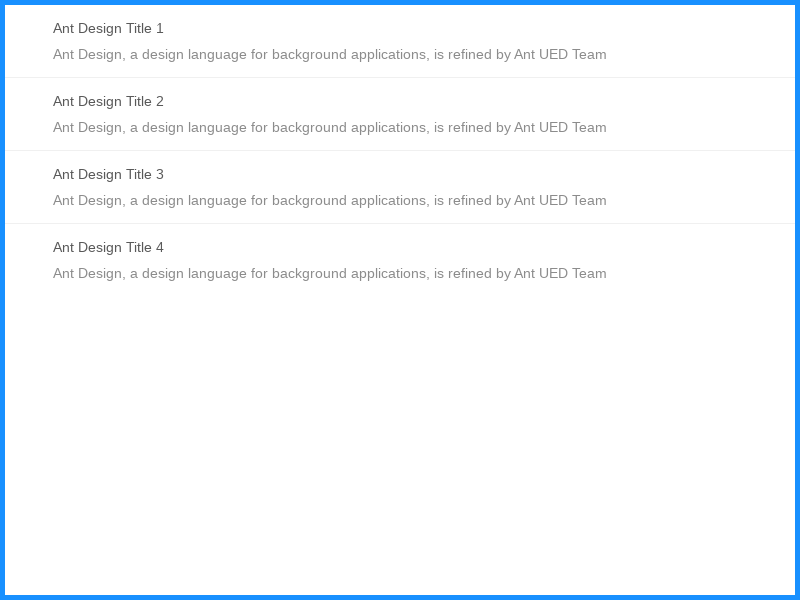 Ant Design Title 1
Ant Design, a design language for background applications, is refined by Ant UED Team
Ant Design Title 2
Ant Design, a design language for background applications, is refined by Ant UED Team
Ant Design Title 3
Ant Design, a design language for background applications, is refined by Ant UED Team
Ant Design Title 4
Ant Design, a design language for background applications, is refined by Ant UED Team